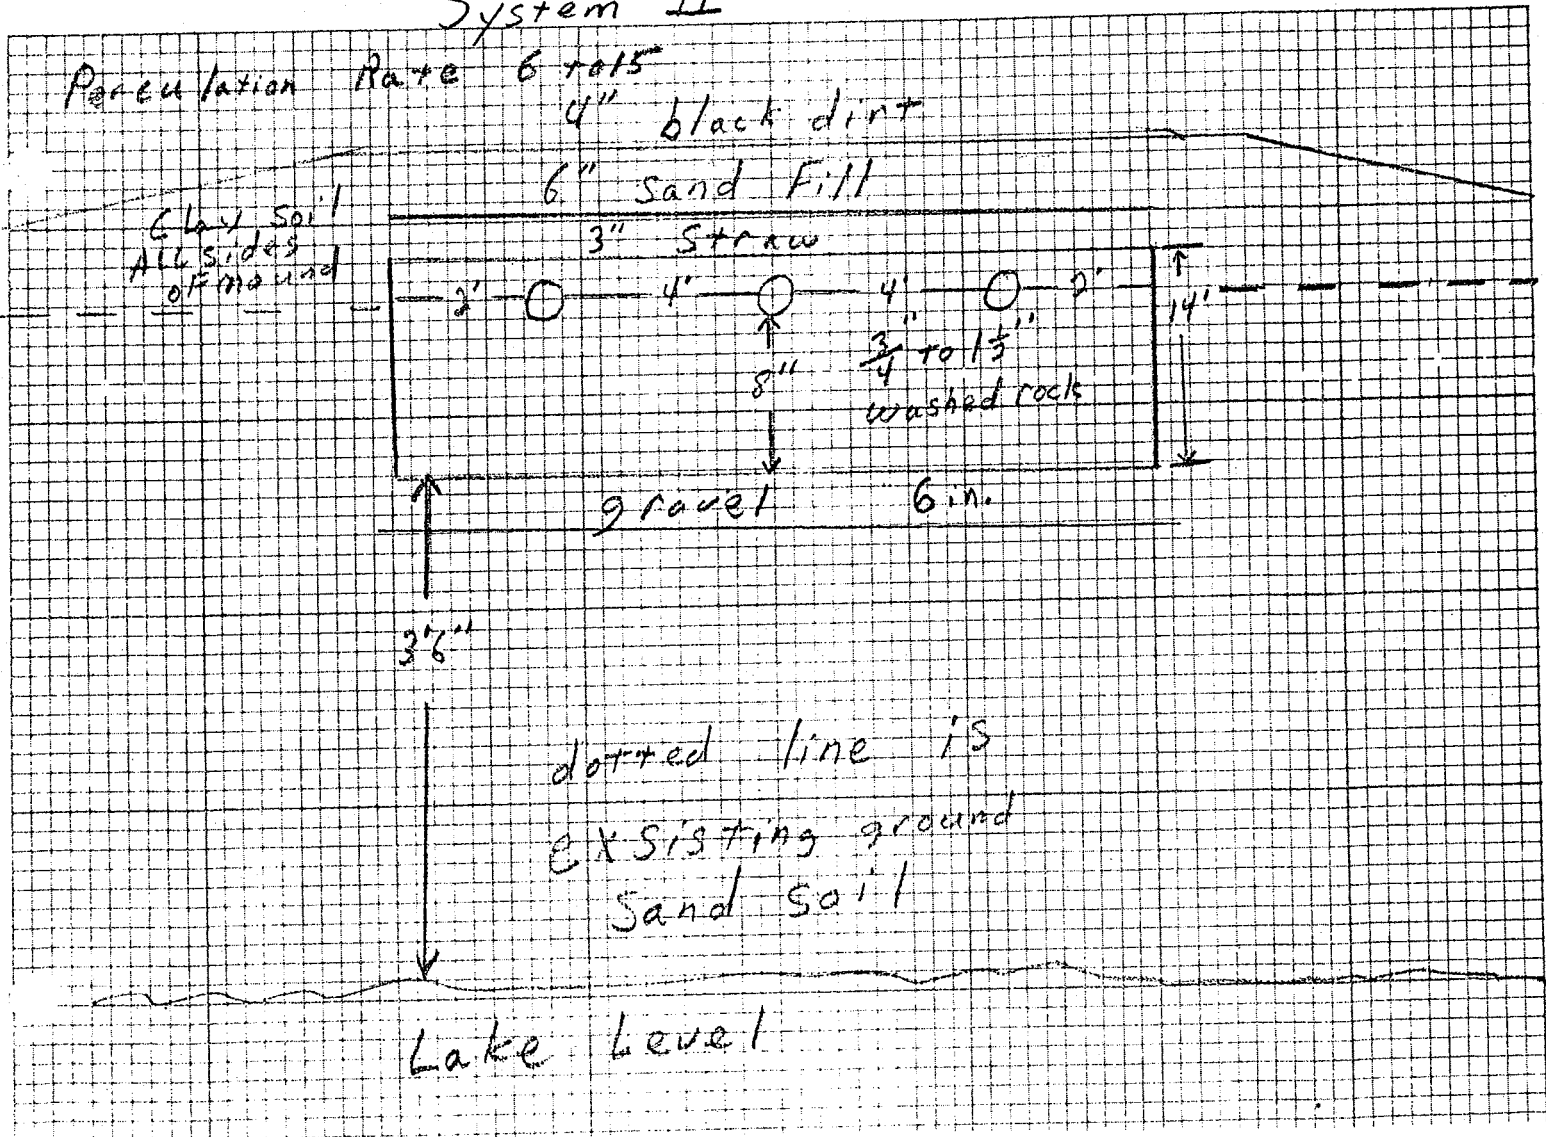 System II
Perculation Rate 6 to 15
4" black dirt
6" Sand Fill
Clay Soil
ALL sides
of mound
3" Straw
2' 4' 4' 2'
14'
8"
3/4" to 1 1/3"
washed rock
gravel 6 in.
3'6"
dotted line is
exsisting ground
Sand Soil
Lake Level